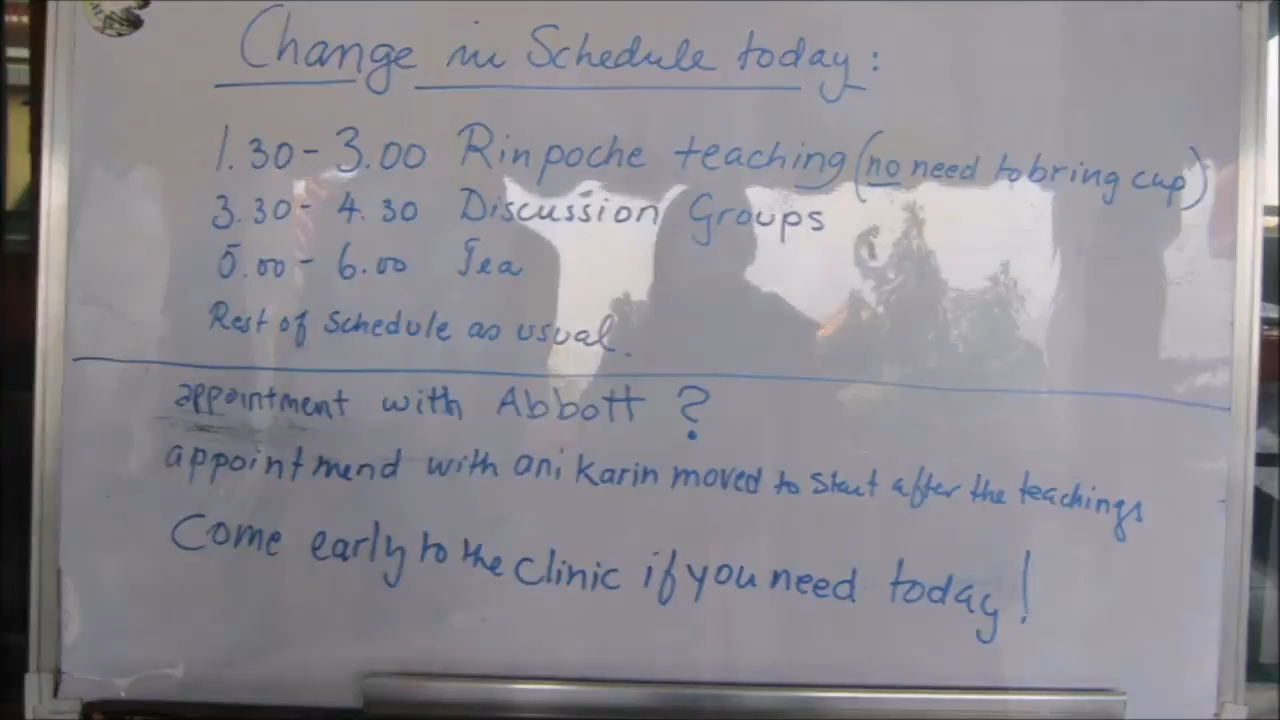 Change in Schedule today:
1.30 - 3.00 Rinpoche teaching (no need to bring cup)
3.30 - 4.30 Discussion Groups
5.00 - 6.00 Tea
Rest of Schedule as usual.
appointment with Abbott ?
appointmend with ani Karin moved to start after the teachings
Come early to the clinic if you need today!